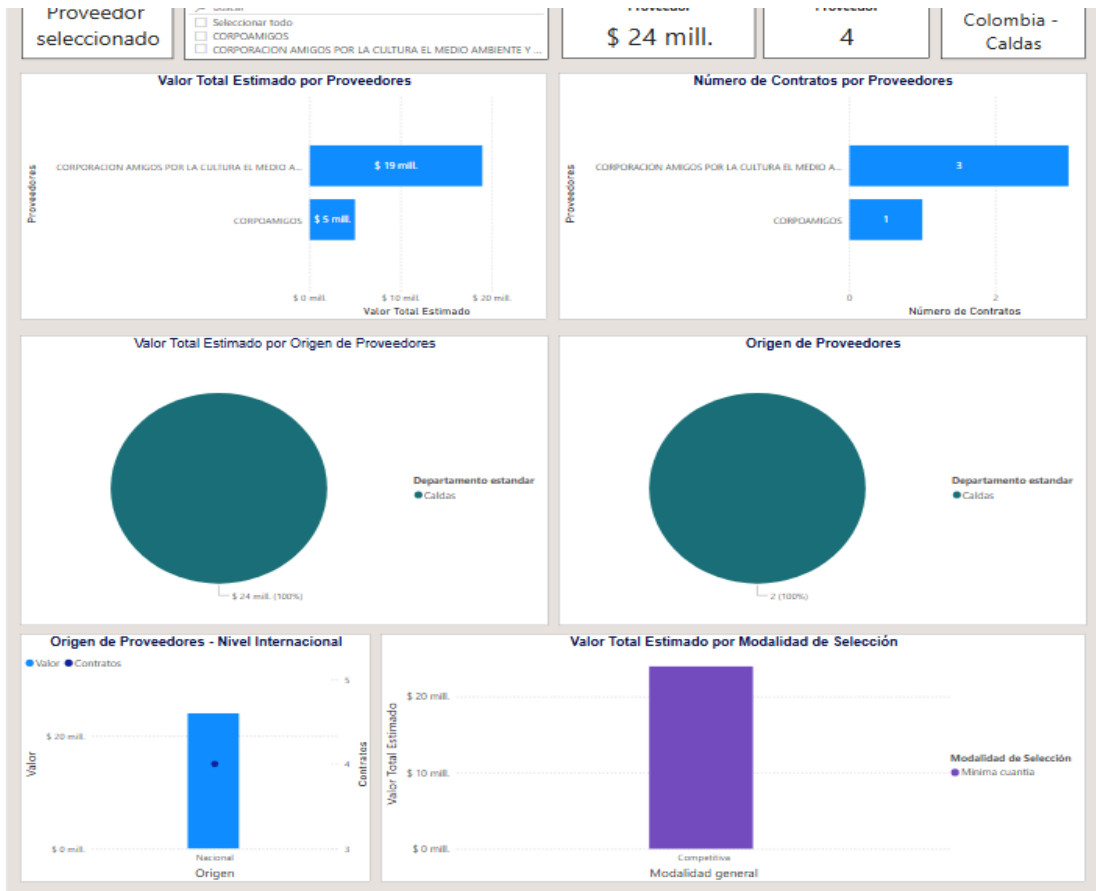 Proveedor
seleccionado
Seleccionar todo
CORPOAMIGOS
CORPORACION AMIGOS POR LA CULTURA EL MEDIO AMBIENTE Y ...
$ 24 mill.
4
Colombia -
Caldas
Valor Total Estimado por Proveedores
Proveedores
CORPORACION AMIGOS POR LA CULTURA EL MEDIO A...
$ 19 mill.
CORPOAMIGOS
$ 5 mill.
$ 0 mill.
$ 10 mill.
$ 20 mill.
Valor Total Estimado
Número de Contratos por Proveedores
Proveedores
CORPORACION AMIGOS POR LA CULTURA EL MEDIO A...
3
CORPOAMIGOS
1
0
2
Número de Contratos
Valor Total Estimado por Origen de Proveedores
Departamento estandar
Caldas
$ 24 mill. (100%)
Origen de Proveedores
Departamento estandar
Caldas
2 (100%)
Origen de Proveedores - Nivel Internacional
Valor
Contratos
5
$ 20 mill.
4
Valor
Contratos
$ 0 mill.
3
Nacional
Origen
Valor Total Estimado por Modalidad de Selección
Valor Total Estimado
$ 20 mill.
$ 10 mill.
$ 0 mill.
Competitiva
Modalidad general
Modalidad de Selección
Mínima cuantia